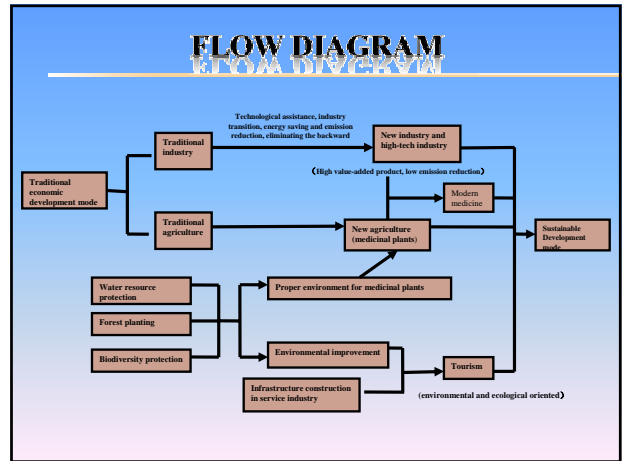 FLOW DIAGRAM
Technological assistance, industry
transition, energy saving and emission
reduction, eliminating the backward
Traditional
industry
New industry and
high-tech industry
(High value-added product, low emission reduction)
Traditional
economic
development mode
Modern
medicine
Traditional
agriculture
New agriculture
(medicinal plants)
Sustainable
Development
mode
Water resource
protection
Proper environment for medicinal plants
Forest planting
Biodiversity protection
Environmental improvement
Tourism
Infrastructure construction
in service industry
(environmental and ecological oriented)